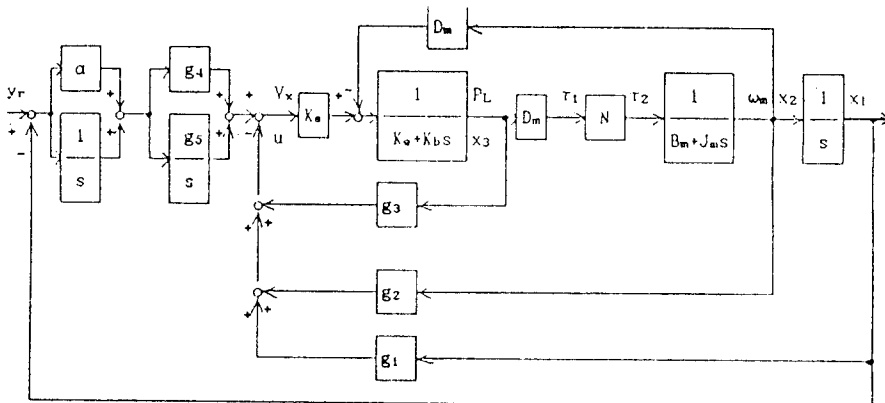 Dm
yr
+
-
a
1
s
+
+
g4
g5
s
+
+
+
-
Vx
u
Ke
+
-
1
Kq+Kbs
PL
x3
Dm
τ1
N
τ2
1
Bm+Jms
ωm
x2
1
s
x1
g3
+
+
g2
+
+
g1